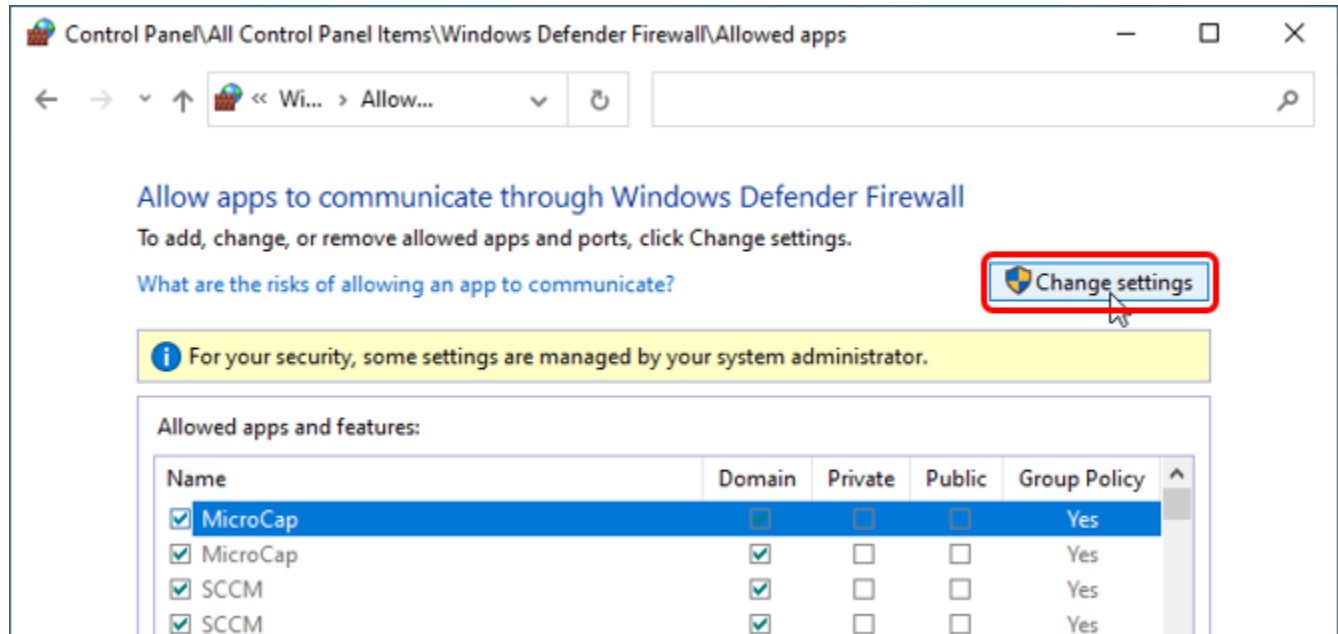 Control Panel\All Control Panel Items\Windows Defender Firewall\Allowed apps
« Wi... › Allow...
Allow apps to communicate through Windows Defender Firewall
To add, change, or remove allowed apps and ports, click Change settings.
What are the risks of allowing an app to communicate?
Change settings
For your security, some settings are managed by your system administrator.
Allowed apps and features:
Name Domain Private Public Group Policy
MicroCap Yes
MicroCap Yes
SCCM Yes
SCCM Yes